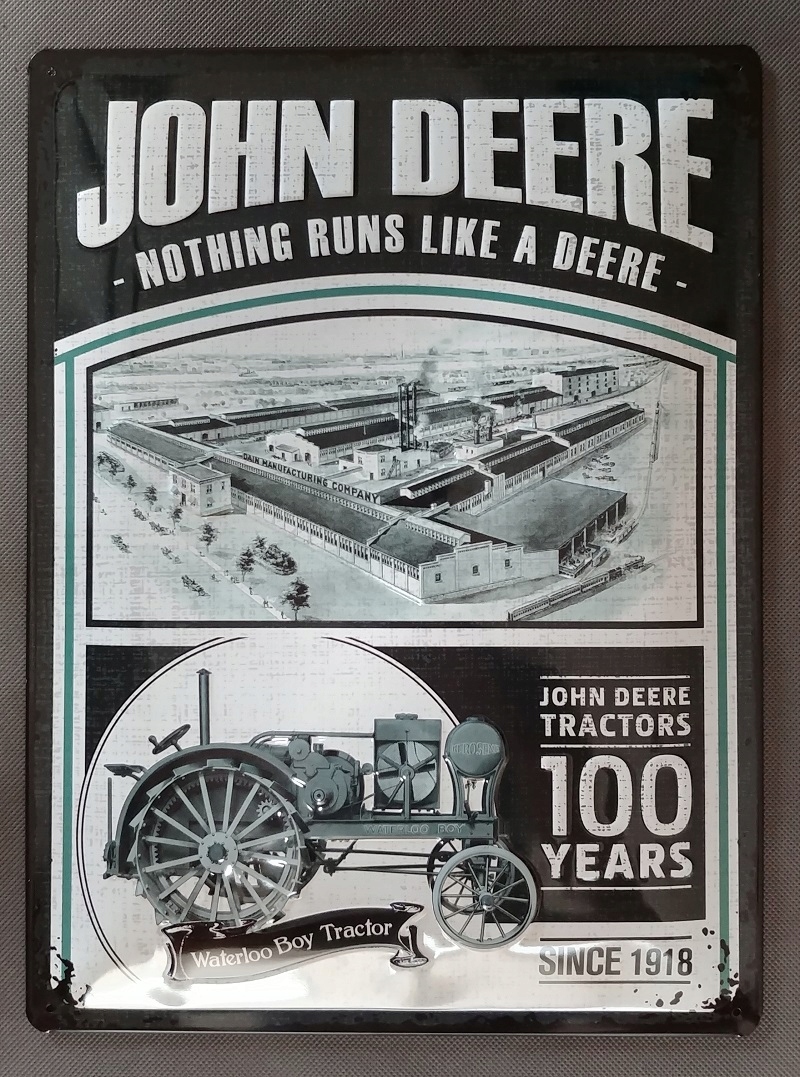 JOHN DEERE
- NOTHING RUNS LIKE A DEERE -
DAIN MANUFACTURING COMPANY
JOHN DEERE
TRACTORS
100
YEARS
KEROSENE
WATERLOO BOY
Waterloo Boy Tractor
SINCE 1918